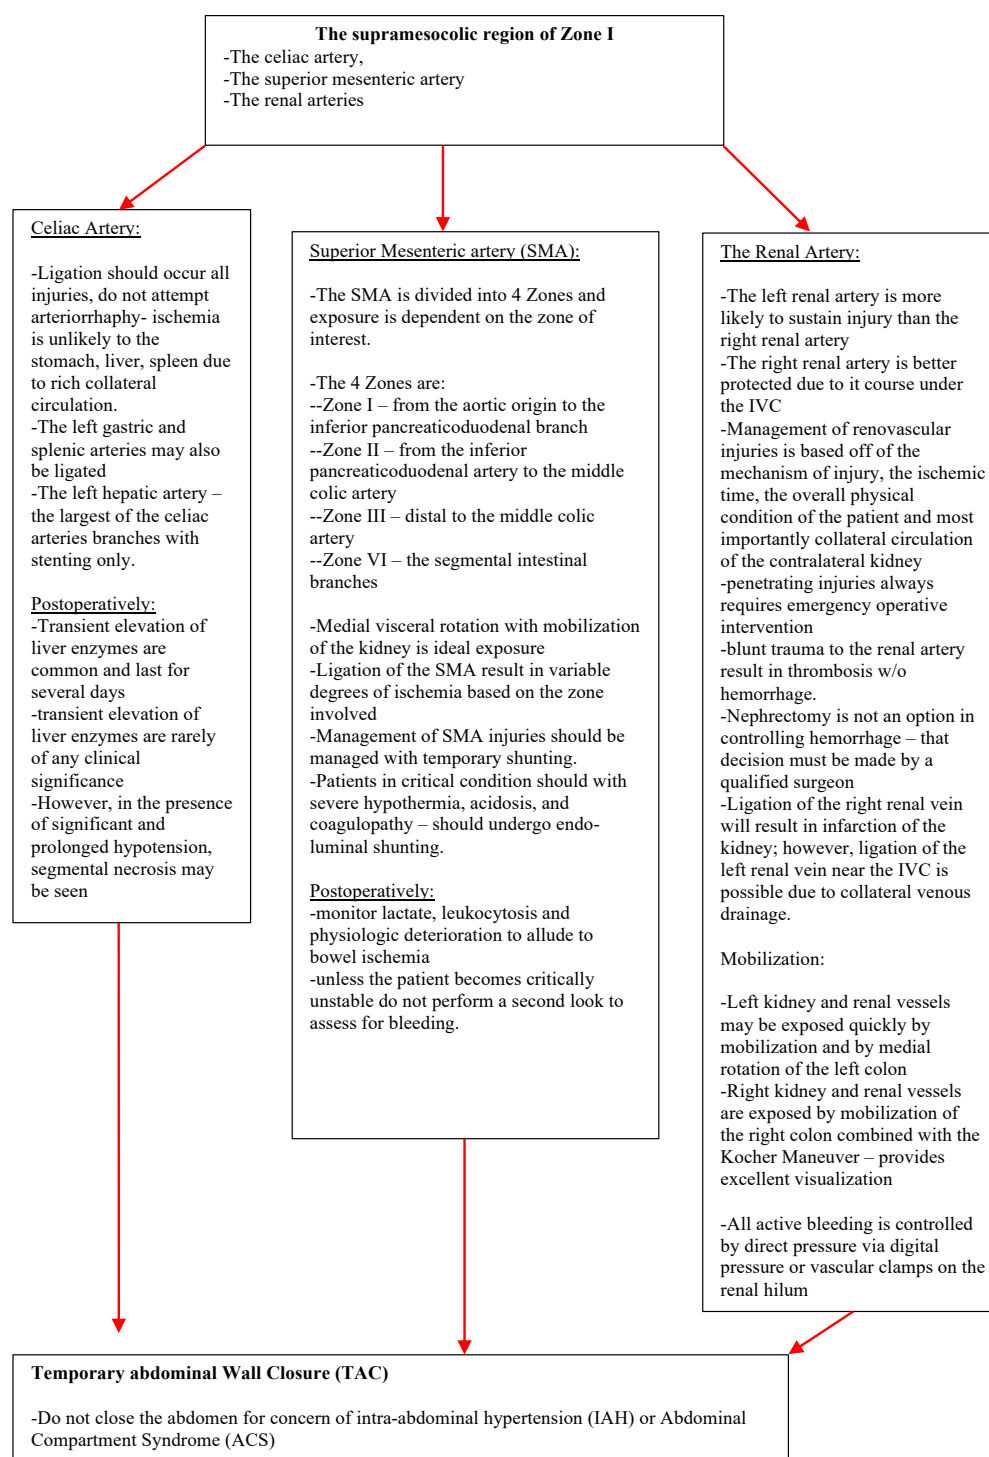 The supramesocolic region of Zone I
-The celiac artery,
-The superior mesenteric artery
-The renal arteries
Celiac Artery:
-Ligation should occur all
injuries, do not attempt
arteriorrhaphy- ischemia
is unlikely to the
stomach, liver, spleen due
to rich collateral
circulation.
-The left gastric and
splenic arteries may also
be ligated
-The left hepatic artery –
the largest of the celiac
arteries branches with
stenting only.
Postoperatively:
-Transient elevation of
liver enzymes are
common and last for
several days
-transient elevation of
liver enzymes are rarely
of any clinical
significance
-However, in the presence
of significant and
prolonged hypotension,
segmental necrosis may
be seen
Superior Mesenteric artery (SMA):
-The SMA is divided into 4 Zones and
exposure is dependent on the zone of
interest.
-The 4 Zones are:
--Zone I – from the aortic origin to the
inferior pancreaticoduodenal branch
--Zone II – from the inferior
pancreaticoduodenal artery to the middle
colic artery
--Zone III – distal to the middle colic
artery
--Zone VI – the segmental intestinal
branches
-Medial visceral rotation with mobilization
of the kidney is ideal exposure
-Ligation of the SMA result in variable
degrees of ischemia based on the zone
involved
-Management of SMA injuries should be
managed with temporary shunting.
-Patients in critical condition should with
severe hypothermia, acidosis, and
coagulopathy – should undergo endo-
luminal shunting.
Postoperatively:
-monitor lactate, leukocytosis and
physiologic deterioration to allude to
bowel ischemia
-unless the patient becomes critically
unstable do not perform a second look to
assess for bleeding.
The Renal Artery:
-The left renal artery is more
likely to sustain injury than the
right renal artery
-The right renal artery is better
protected due to it course under
the IVC
-Management of renovascular
injuries is based off of the
mechanism of injury, the ischemic
time, the overall physical
condition of the patient and most
importantly collateral circulation
of the contralateral kidney
-penetrating injuries always
requires emergency operative
intervention
-blunt trauma to the renal artery
result in thrombosis w/o
hemorrhage.
-Nephrectomy is not an option in
controlling hemorrhage – that
decision must be made by a
qualified surgeon
-Ligation of the right renal vein
will result in infarction of the
kidney; however, ligation of the
left renal vein near the IVC is
possible due to collateral venous
drainage.
Mobilization:
-Left kidney and renal vessels
may be exposed quickly by
mobilization and by medial
rotation of the left colon
-Right kidney and renal vessels
are exposed by mobilization of
the right colon combined with the
Kocher Maneuver – provides
excellent visualization
-All active bleeding is controlled
by direct pressure via digital
pressure or vascular clamps on the
renal hilum
Temporary abdominal Wall Closure (TAC)
-Do not close the abdomen for concern of intra-abdominal hypertension (IAH) or Abdominal
Compartment Syndrome (ACS)